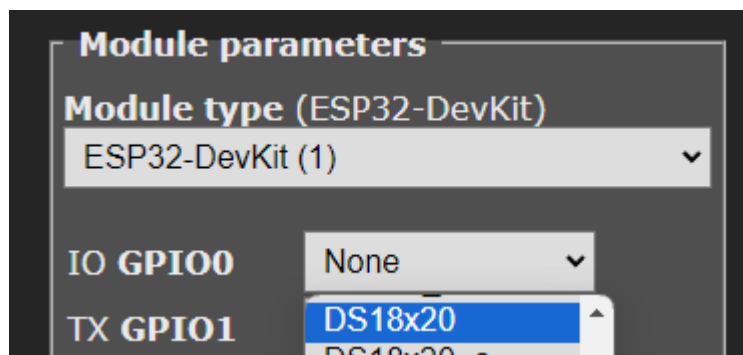 Module parameters
Module type (ESP32-DevKit)
ESP32-DevKit (1)
IO GPIO0 None
TX GPIO1 DS18x20